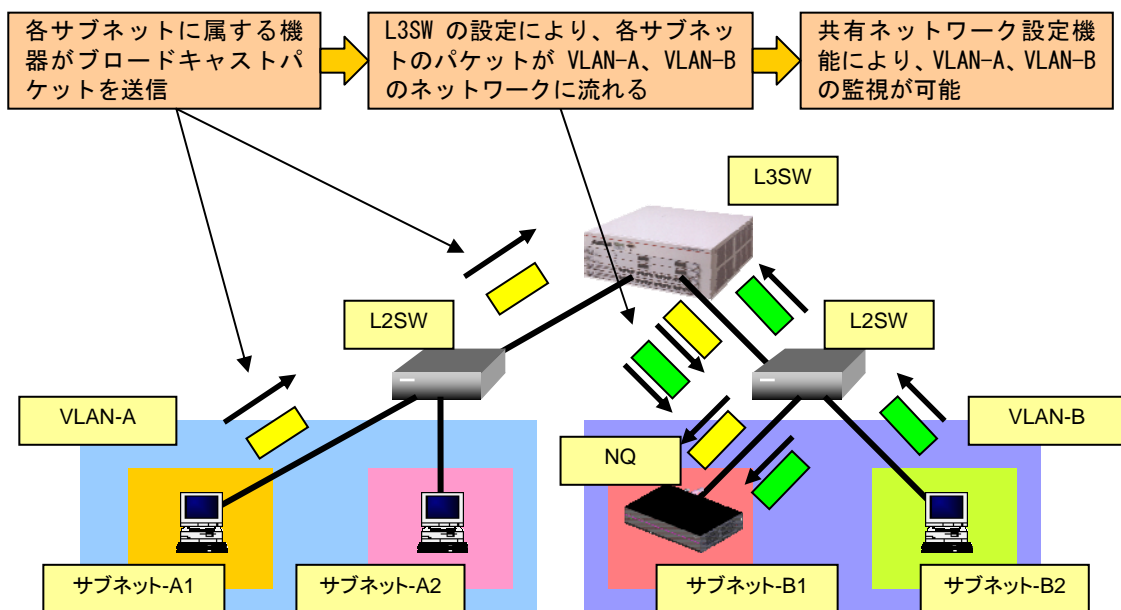 各サブネットに属する機
器がブロードキャストパ
ケットを送信
L3SW の設定により、各サブネッ
トのパケットが VLAN-A、VLAN-B
のネットワークに流れる
共有ネットワーク設定機
能により、VLAN-A、VLAN-B
の監視が可能
L3SW
L2SW
L2SW
VLAN-A
VLAN-B
NQ
サブネット-A1
サブネット-A2
サブネット-B1
サブネット-B2